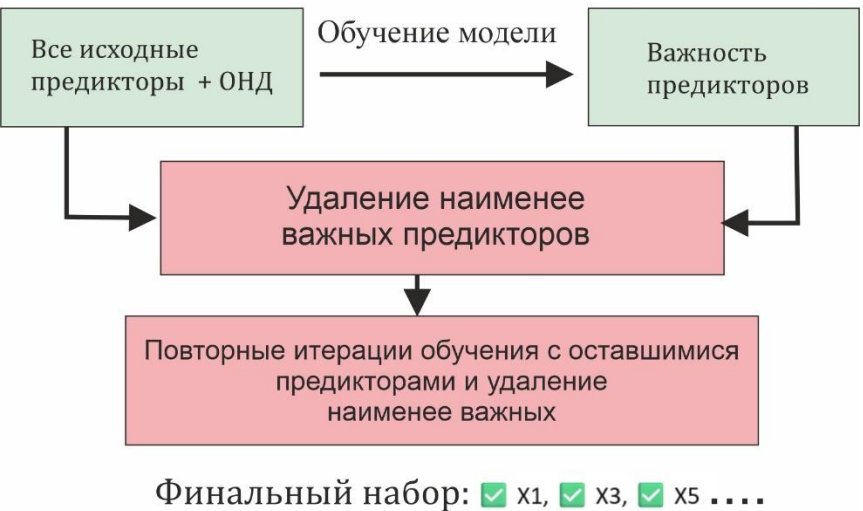 Все исходные
предикторы + ОНД
Обучение модели
Важность
предикторов
Удаление наименее
важных предикторов
Повторные итерации обучения с оставшимися
предикторами и удаление
наименее важных
Финальный набор: ✅ X1, ✅ X3, ✅ X5 ....